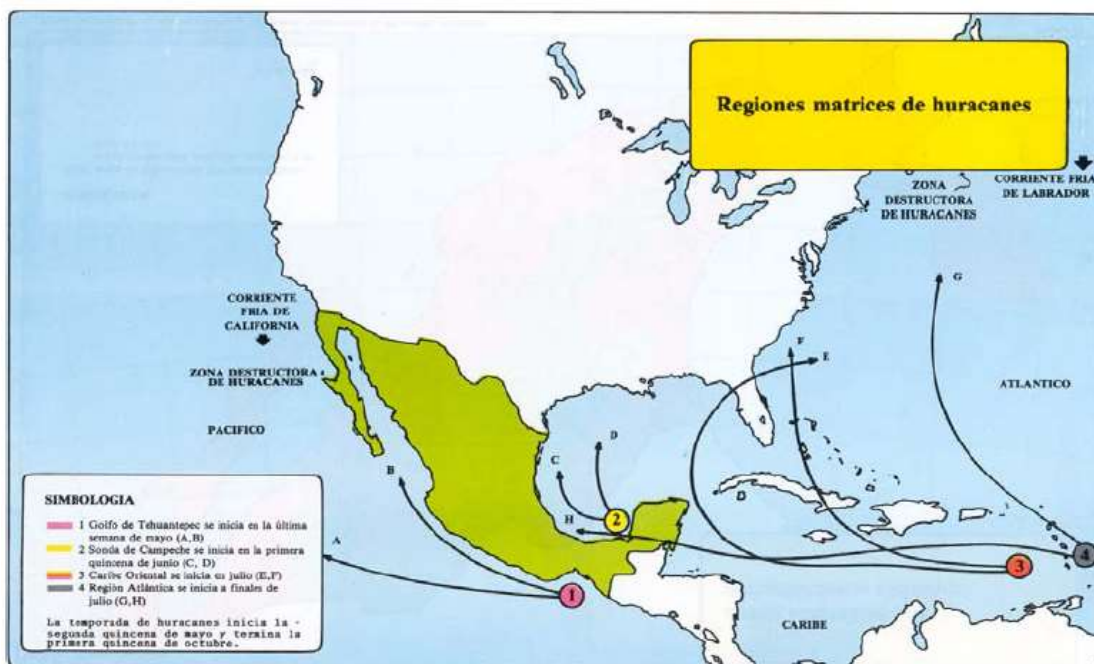 Regiones matrices de huracanes
CORRIENTE FRIA
DE LABRADOR
ZONA
DESTRUCTORA
DE HURACANES
G
CORRIENTE
FRIA DE
CALIFORNIA
F
E
ZONA DESTRUCTORA
DE HURACANES
ATLANTICO
PACIFICO
D
C
B
H
2
A
4
3
1
CARIBE
SIMBOLOGIA
1 Golfo de Tehuantepec se inicia en la última
semana de mayo (A,B)
2 Sonda de Campeche se inicia en la primera
quincena de junio (C, D)
3 Caribe Oriental se inicia en julio (E,F)
4 Región Atlántica se inicia a finales de
julio (G,H)
La temporada de huracanes inicia la -
segunda quincena de mayo y termina la
primera quincena de octubre.